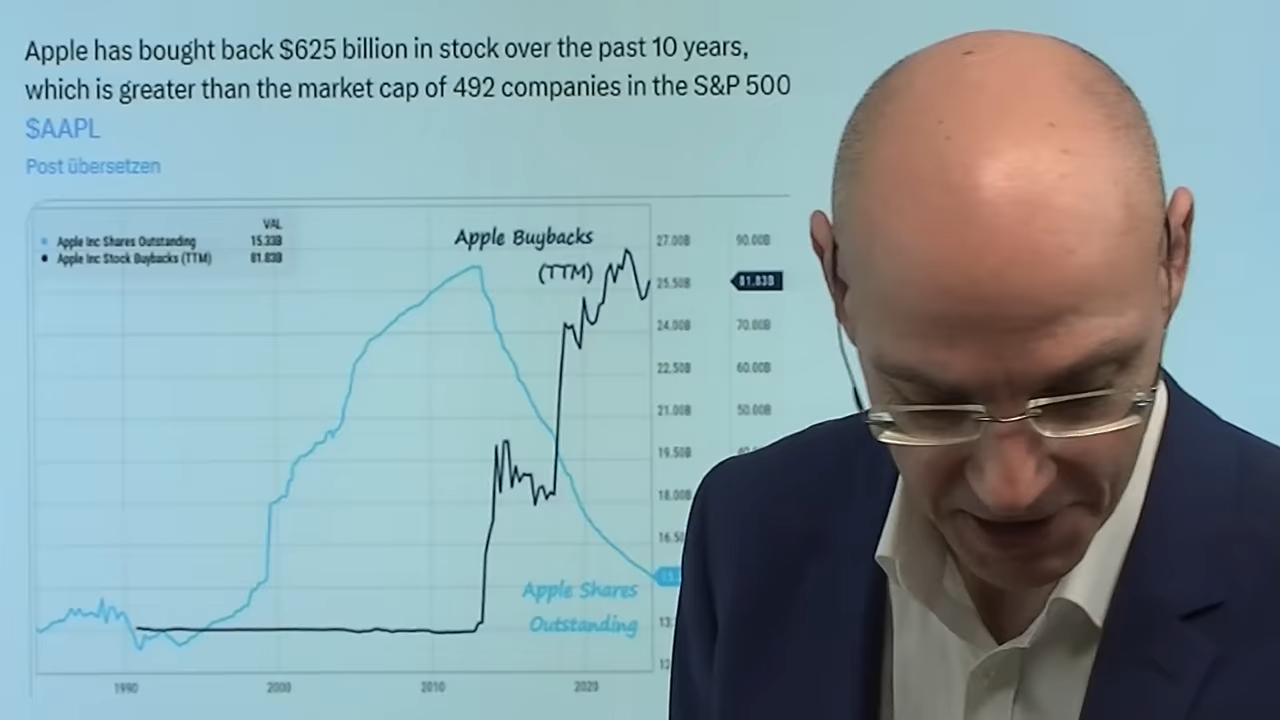 Apple has bought back $625 billion in stock over the past 10 years,
which is greater than the market cap of 492 companies in the S&P 500
$AAPL
Post übersetzen
VAL
Apple Inc Shares Outstanding 15.33B
Apple Inc Stock Buybacks (TTM) 81.83B
Apple Buybacks
(TTM)
27.00B 90.00B
25.50B 81.83B
24.00B 70.00B
22.50B 60.00B
21.00B 50.00B
19.50B
18.00B
16.50
Apple Shares
Outstanding
13.
12
1990 2000 2010 2020